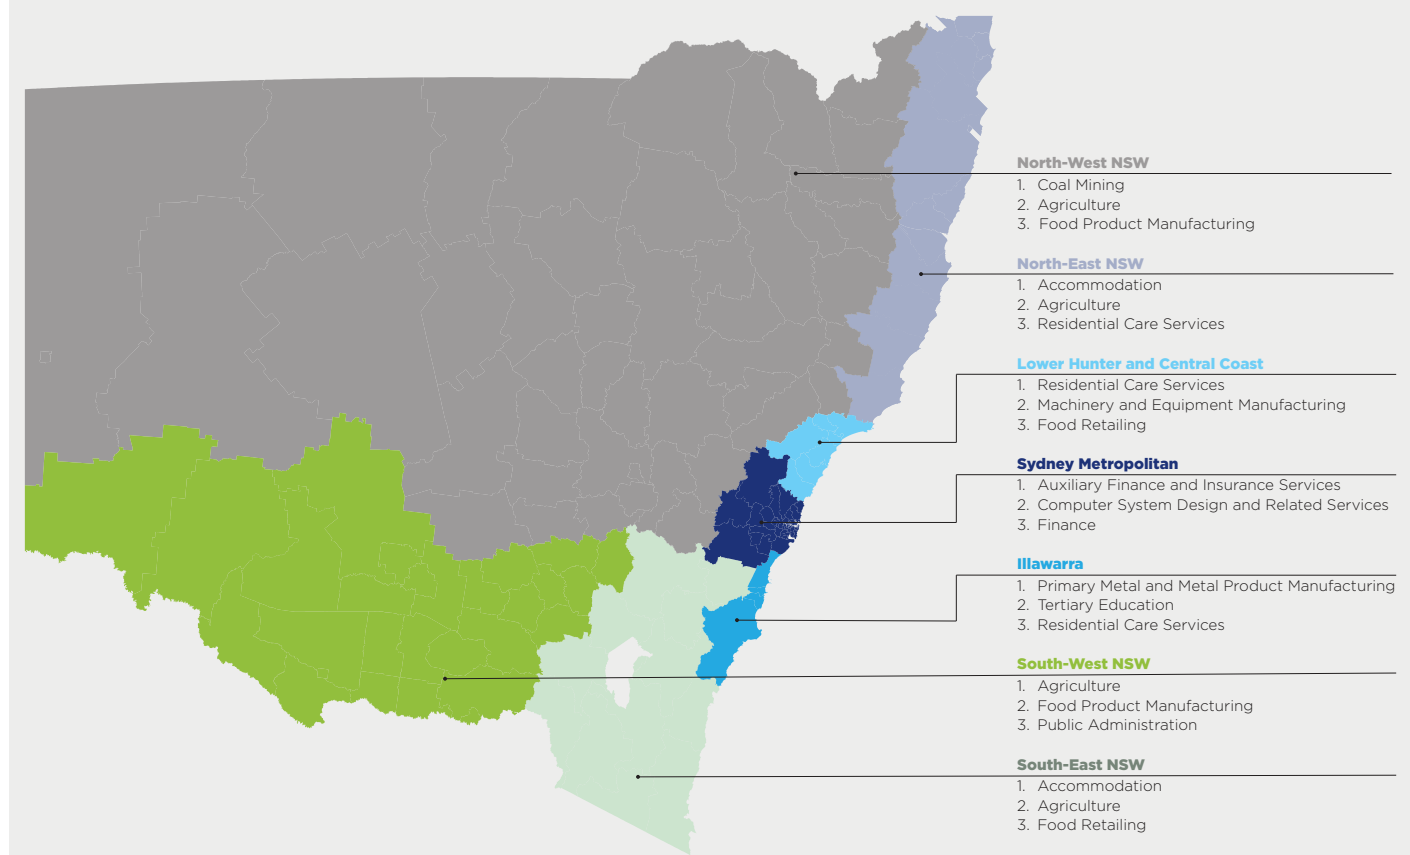 North-West NSW
1. Coal Mining
2. Agriculture
3. Food Product Manufacturing
North-East NSW
1. Accommodation
2. Agriculture
3. Residential Care Services
Lower Hunter and Central Coast
1. Residential Care Services
2. Machinery and Equipment Manufacturing
3. Food Retailing
Sydney Metropolitan
1. Auxiliary Finance and Insurance Services
2. Computer System Design and Related Services
3. Finance
Illawarra
1. Primary Metal and Metal Product Manufacturing
2. Tertiary Education
3. Residential Care Services
South-West NSW
1. Agriculture
2. Food Product Manufacturing
3. Public Administration
South-East NSW
1. Accommodation
2. Agriculture
3. Food Retailing